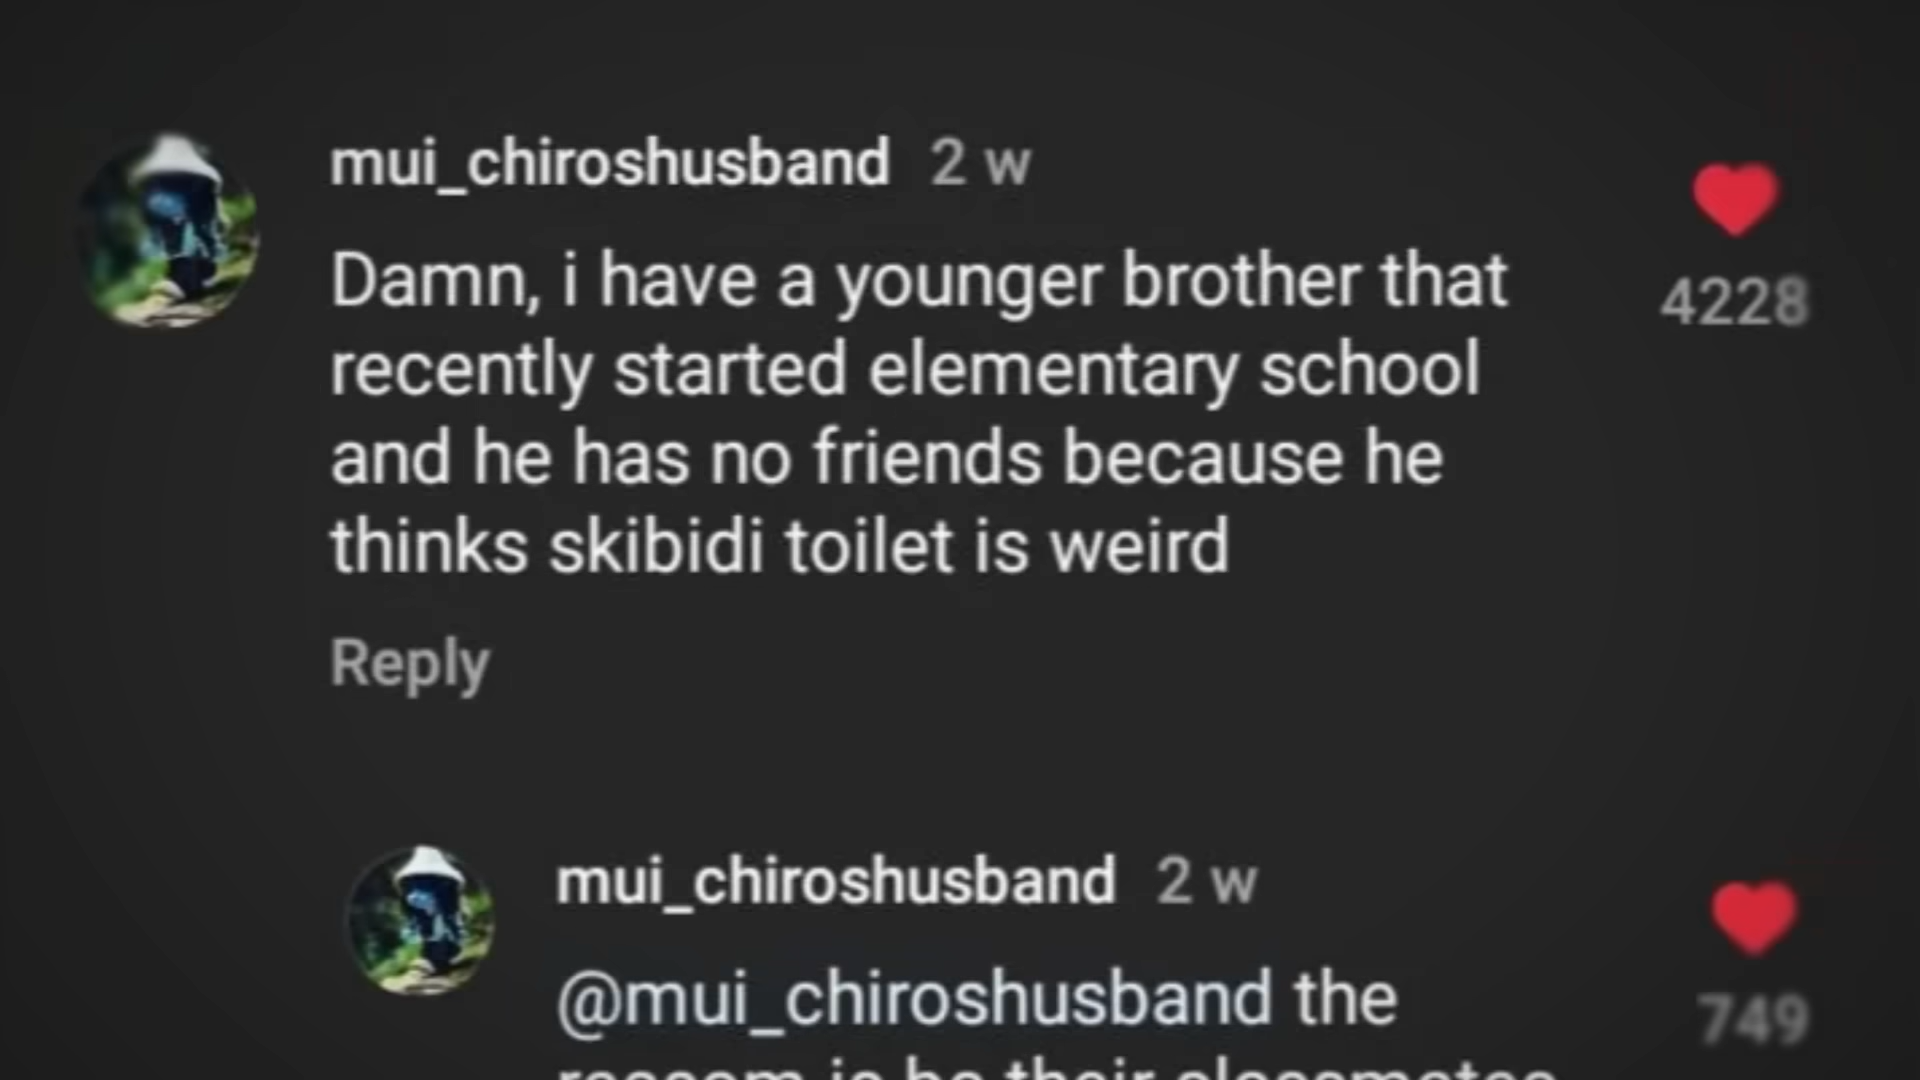 mui_chiroshusband 2 w
Damn, i have a younger brother that
4228
recently started elementary school
and he has no friends because he
thinks skibidi toilet is weird
Reply
mui_chiroshusband 2 w
@mui_chiroshusband the
749